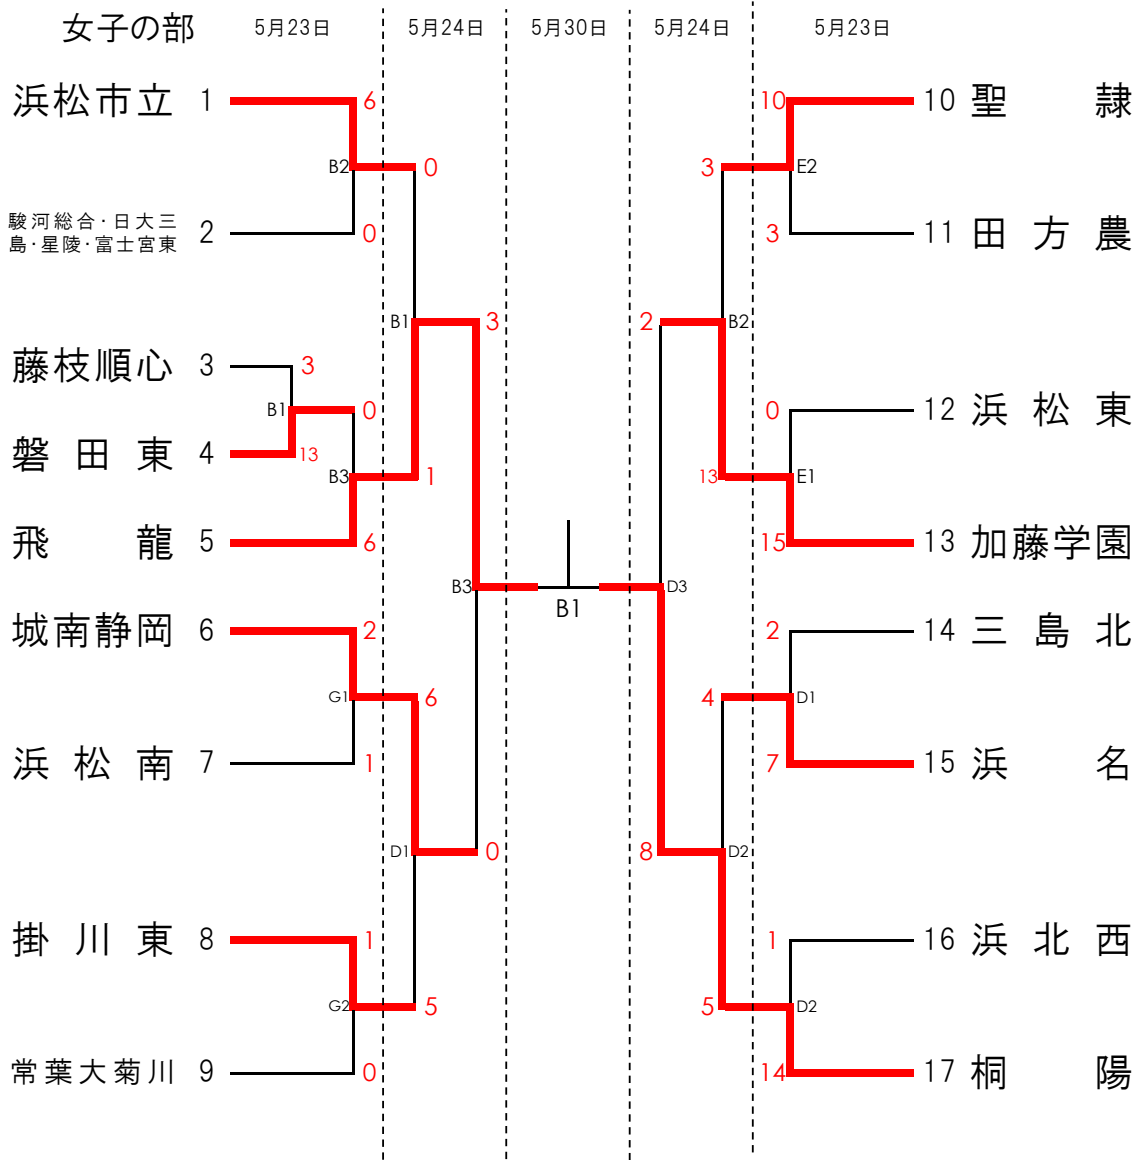 女子の部 5月23日 5月24日 5月30日 5月24日 5月23日
浜松市立 1 6 10 10 聖隷
B2 0 3 E2
駿河総合・日大三
島・星陵・富士宮東 2 0 3 11 田方農
B1 3 2 B2
藤枝順心 3 3
B1 0 0 12 浜松東
磐田東 4 13
B3 1 13 E1
飛龍 5 6 15 13 加藤学園
B3 B1 D3
城南静岡 6 2 2 14 三島北
G1 6 4 D1
浜松南 7 1 7 15 浜名
D1 0 8 D2
掛川東 8 1 1 16 浜北西
G2 5 5 D2
常葉大菊川 9 0 14 17 桐陽